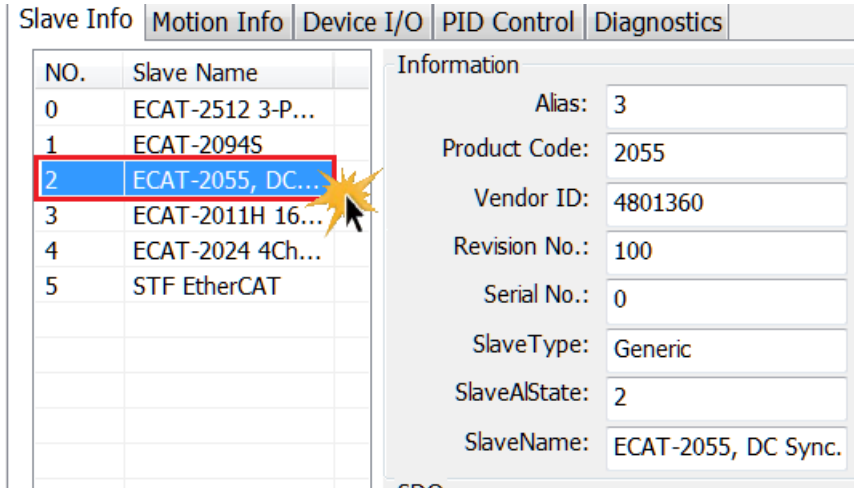 Slave Info Motion Info Device I/O PID Control Diagnostics
NO. Slave Name
0 ECAT-2512 3-P...
1 ECAT-2094S
2 ECAT-2055, DC...
3 ECAT-2011H 16...
4 ECAT-2024 4Ch...
5 STF EtherCAT
Information
Alias: 3
Product Code: 2055
Vendor ID: 4801360
Revision No.: 100
Serial No.: 0
SlaveType: Generic
SlaveAlState: 2
SlaveName: ECAT-2055, DC Sync.